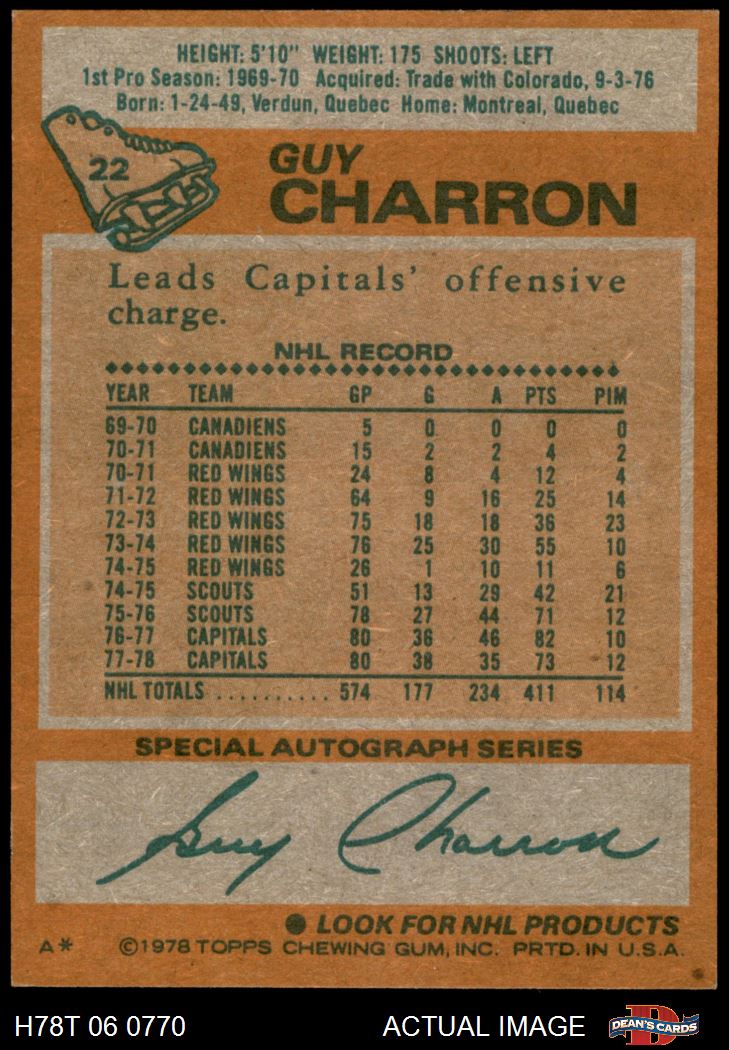 HEIGHT: 5'10" WEIGHT: 175 SHOOTS: LEFT
1st Pro Season: 1969-70 Acquired: Trade with Colorado, 9-3-76
Born: 1-24-49, Verdun, Quebec Home: Montreal, Quebec
22
GUY
CHARRON
Leads Capitals' offensive
charge.
NHL RECORD
YEAR TEAM GP G A PTS PIM
69-70 CANADIENS 5 0 0 0 0
70-71 CANADIENS 15 2 2 4 2
70-71 RED WINGS 24 8 4 12 4
71-72 RED WINGS 64 9 16 25 14
72-73 RED WINGS 75 18 18 36 23
73-74 RED WINGS 76 25 30 55 10
74-75 RED WINGS 26 1 10 11 6
74-75 SCOUTS 51 13 29 42 21
75-76 SCOUTS 78 27 44 71 12
76-77 CAPITALS 80 36 46 82 10
77-78 CAPITALS 80 38 35 73 12
NHL TOTALS .......... 574 177 234 411 114
SPECIAL AUTOGRAPH SERIES
Guy Charron
● LOOK FOR NHL PRODUCTS
A* ©1978 TOPPS CHEWING GUM, INC. PRTD. IN U.S.A.
H78T 06 0770 ACTUAL IMAGE DEAN'S CARDS